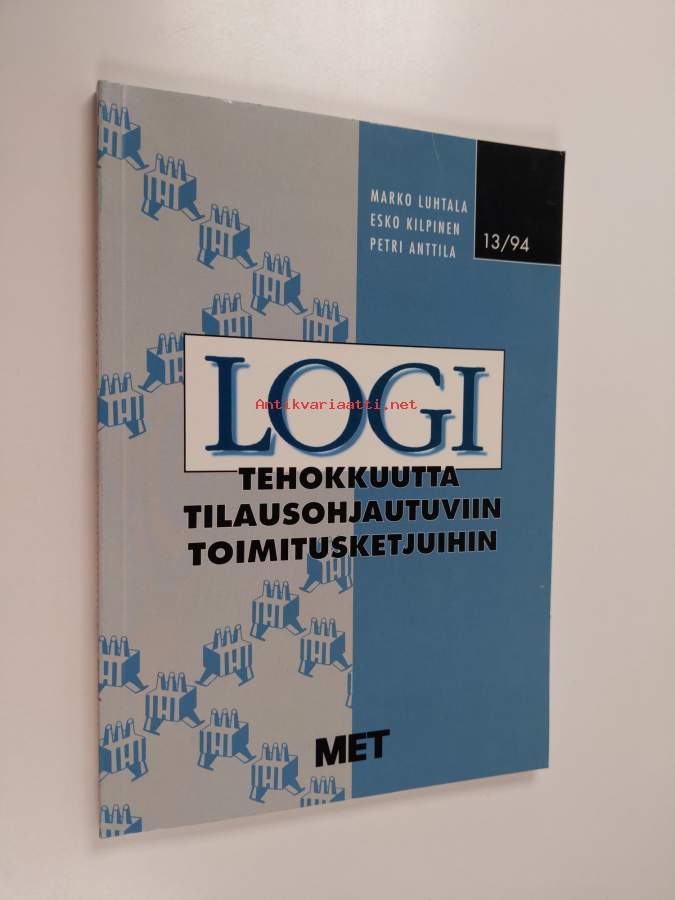 MARKO LUHTALA
ESKO KILPINEN
PETRI ANTTILA
13/94
LOGI
Antikvariaatti.net
TEHOKKUUTTA
TILAUSOHJAUTUVIIN
TOIMITUSKETJUIHIN
MET